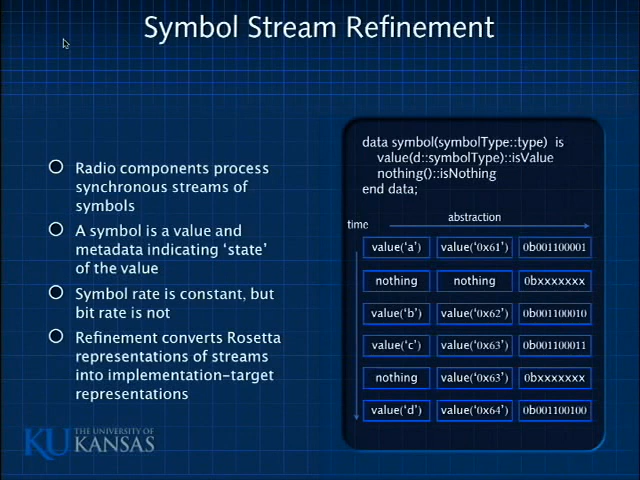 Symbol Stream Refinement
Radio components process
synchronous streams of
symbols
A symbol is a value and
metadata indicating ‘state’
of the value
Symbol rate is constant, but
bit rate is not
Refinement converts Rosetta
representations of streams
into implementation-target
representations
data symbol(symbolType::type) is
value(d::symbolType)::isValue
nothing()::isNothing
end data;
time
abstraction
value('a') value('0x61') 0b001100001
nothing nothing 0bxxxxxxx
value('b') value('0x62') 0b001100010
value('c') value('0x63') 0b001100011
nothing value('0x63') 0bxxxxxxx
value('d') value('0x64') 0b001100100
KU THE UNIVERSITY OF
KANSAS